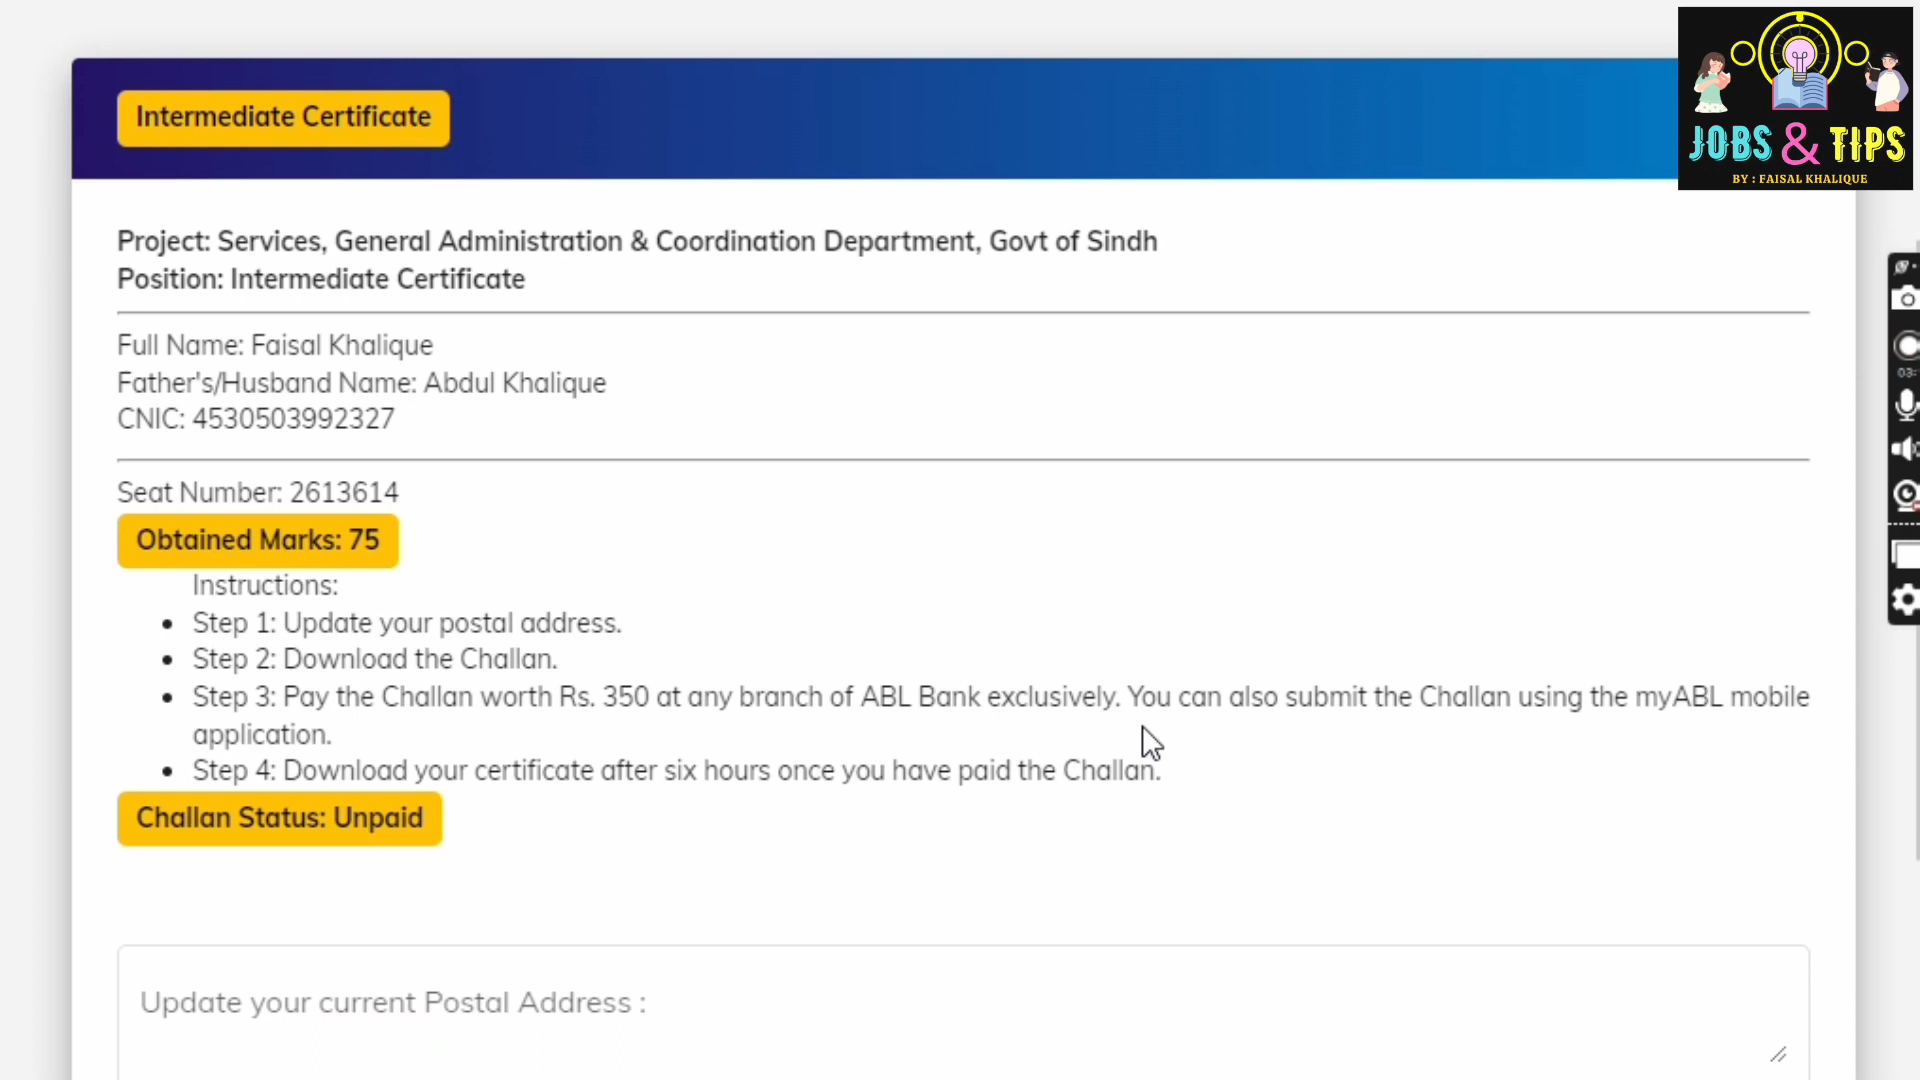 Intermediate Certificate
JOBS & TIPS
BY : FAISAL KHALIQUE
Project: Services, General Administration & Coordination Department, Govt of Sindh
Position: Intermediate Certificate
Full Name: Faisal Khalique
Father's/Husband Name: Abdul Khalique
CNIC: 4530503992327
Seat Number: 2613614
Obtained Marks: 75
Instructions:
• Step 1: Update your postal address.
• Step 2: Download the Challan.
• Step 3: Pay the Challan worth Rs. 350 at any branch of ABL Bank exclusively. You can also submit the Challan using the myABL mobile
application.
• Step 4: Download your certificate after six hours once you have paid the Challan.
Challan Status: Unpaid
Update your current Postal Address :